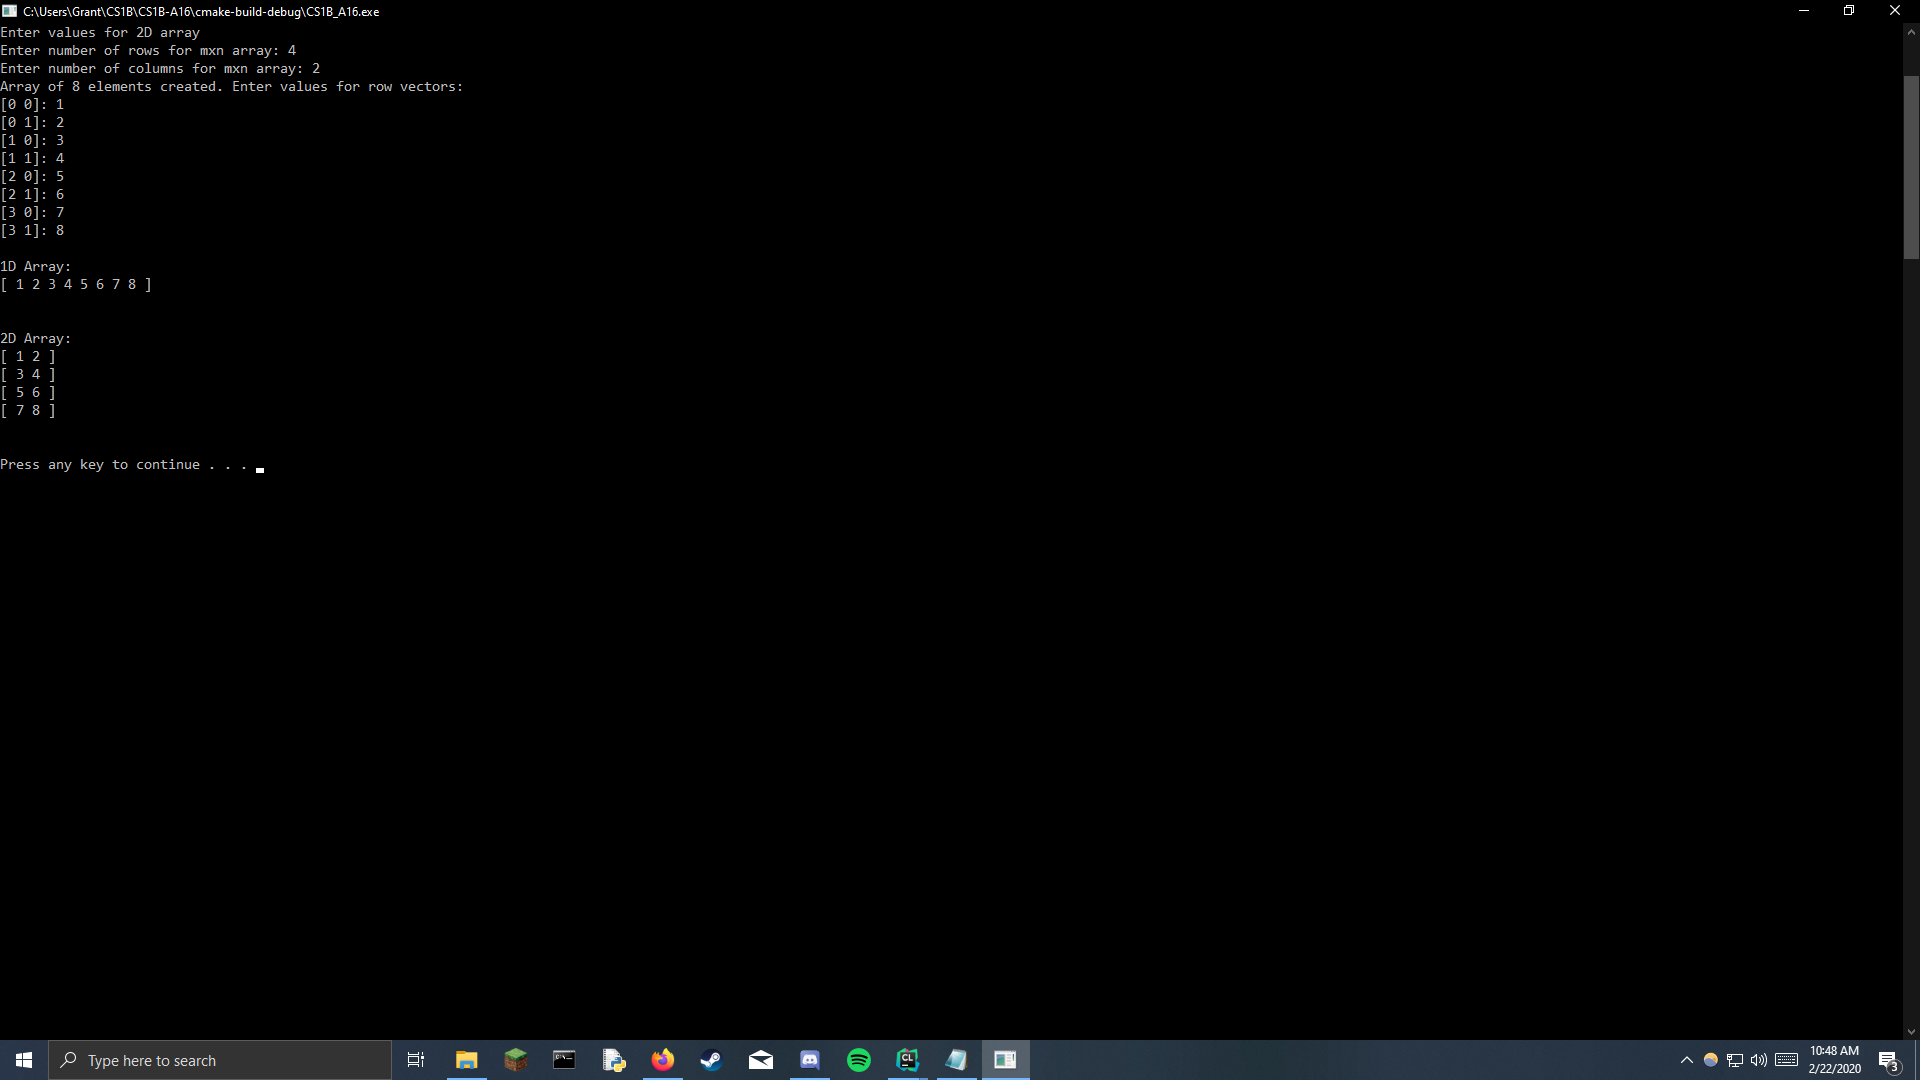 C:\Users\Grant\CS1B\CS1B-A16\cmake-build-debug\CS1B_A16.exe
Enter values for 2D array
Enter number of rows for mxn array: 4
Enter number of columns for mxn array: 2
Array of 8 elements created. Enter values for row vectors:
[0 0]: 1
[0 1]: 2
[1 0]: 3
[1 1]: 4
[2 0]: 5
[2 1]: 6
[3 0]: 7
[3 1]: 8
1D Array:
[ 1 2 3 4 5 6 7 8 ]
2D Array:
[ 1 2 ]
[ 3 4 ]
[ 5 6 ]
[ 7 8 ]
Press any key to continue . . .
Type here to search
CL
10:48 AM
2/22/2020
3